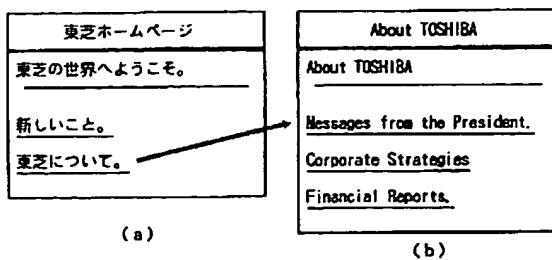 東芝ホームページ
東芝の世界へようこそ。
新しいこと。
東芝について。
(a)
About TOSHIBA
About TOSHIBA
Messages from the President.
Corporate Strategies
Financial Reports.
(b)